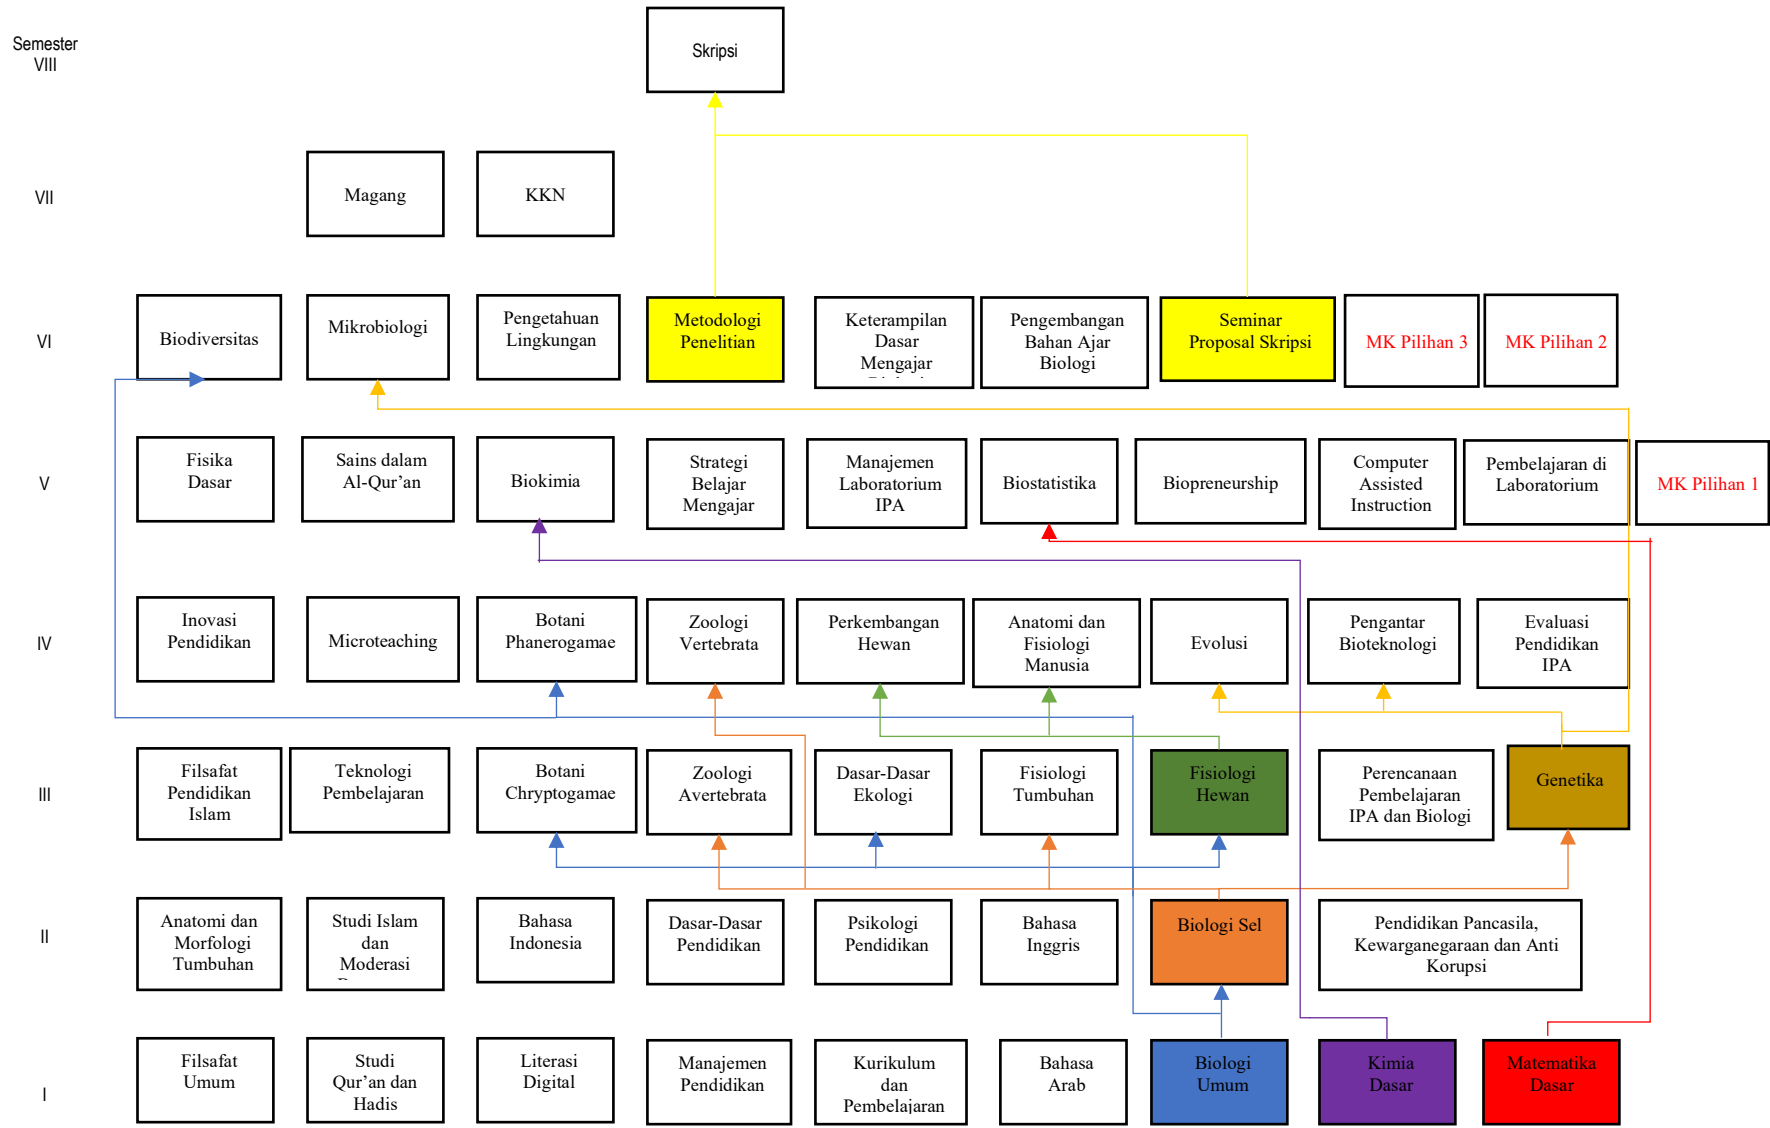 Semester
VIII
Skripsi
VII
Magang
KKN
VI
Biodiversitas
Mikrobiologi
Pengetahuan
Lingkungan
Metodologi
Penelitian
Keterampilan
Dasar
Mengajar
Pengembangan
Bahan Ajar
Biologi
Seminar
Proposal Skripsi
MK Pilihan 3
MK Pilihan 2
V
Fisika
Dasar
Sains dalam
Al-Qur’an
Biokimia
Strategi
Belajar
Mengajar
Manajemen
Laboratorium
IPA
Biostatistika
Biopreneurship
Computer
Assisted
Instruction
Pembelajaran di
Laboratorium
MK Pilihan 1
IV
Inovasi
Pendidikan
Microteaching
Botani
Phanerogamae
Zoologi
Vertebrata
Perkembangan
Hewan
Anatomi dan
Fisiologi
Manusia
Evolusi
Pengantar
Bioteknologi
Evaluasi
Pendidikan
IPA
III
Filsafat
Pendidikan
Islam
Teknologi
Pembelajaran
Botani
Chryptogamae
Zoologi
Avertebrata
Dasar-Dasar
Ekologi
Fisiologi
Tumbuhan
Fisiologi
Hewan
Perencanaan
Pembelajaran
IPA dan Biologi
Genetika
II
Anatomi dan
Morfologi
Tumbuhan
Studi Islam
dan
Moderasi
Bahasa
Indonesia
Dasar-Dasar
Pendidikan
Psikologi
Pendidikan
Bahasa
Inggris
Biologi Sel
Pendidikan Pancasila,
Kewarganegaraan dan Anti
Korupsi
I
Filsafat
Umum
Studi
Qur’an dan
Hadis
Literasi
Digital
Manajemen
Pendidikan
Kurikulum
dan
Pembelajaran
Bahasa
Arab
Biologi
Umum
Kimia
Dasar
Matematika
Dasar